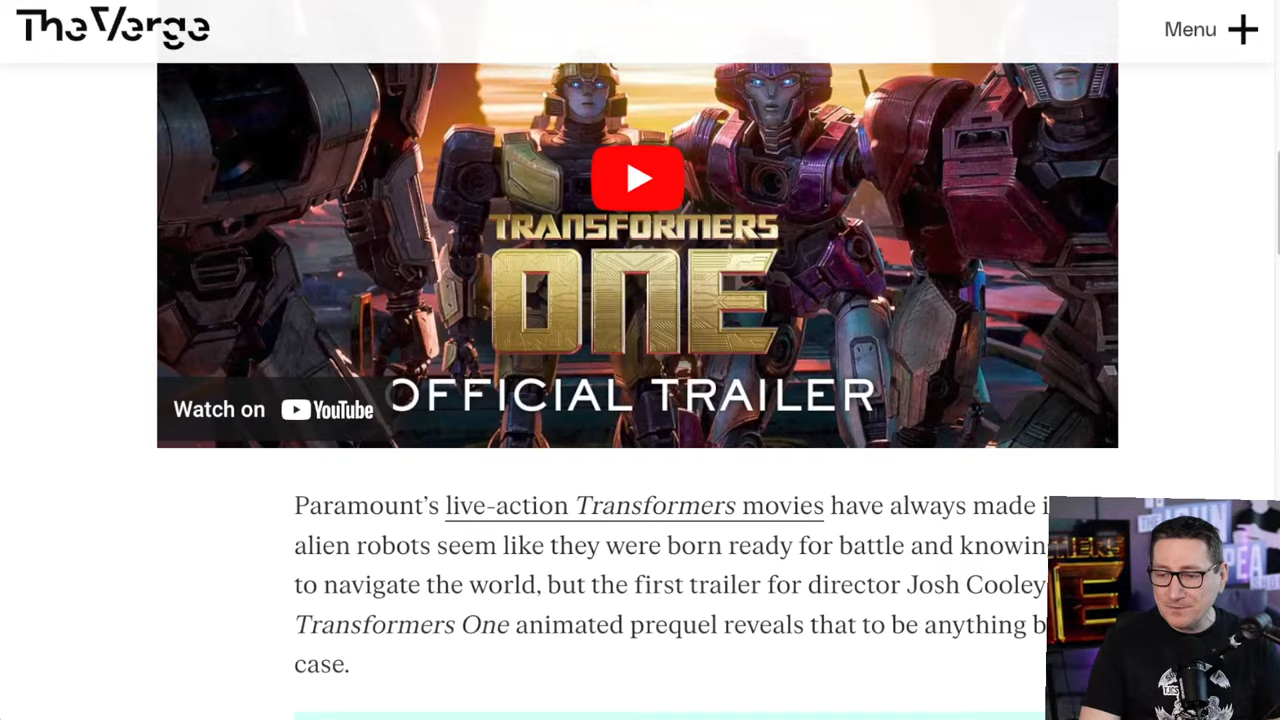 The Verge
Menu
TRANSFORMERS
ONE
OFFICIAL TRAILER
Watch on YouTube
Paramount's live-action Transformers movies have always made i
alien robots seem like they were born ready for battle and knowin
to navigate the world, but the first trailer for director Josh Cooley
Transformers One animated prequel reveals that to be anything b
case.